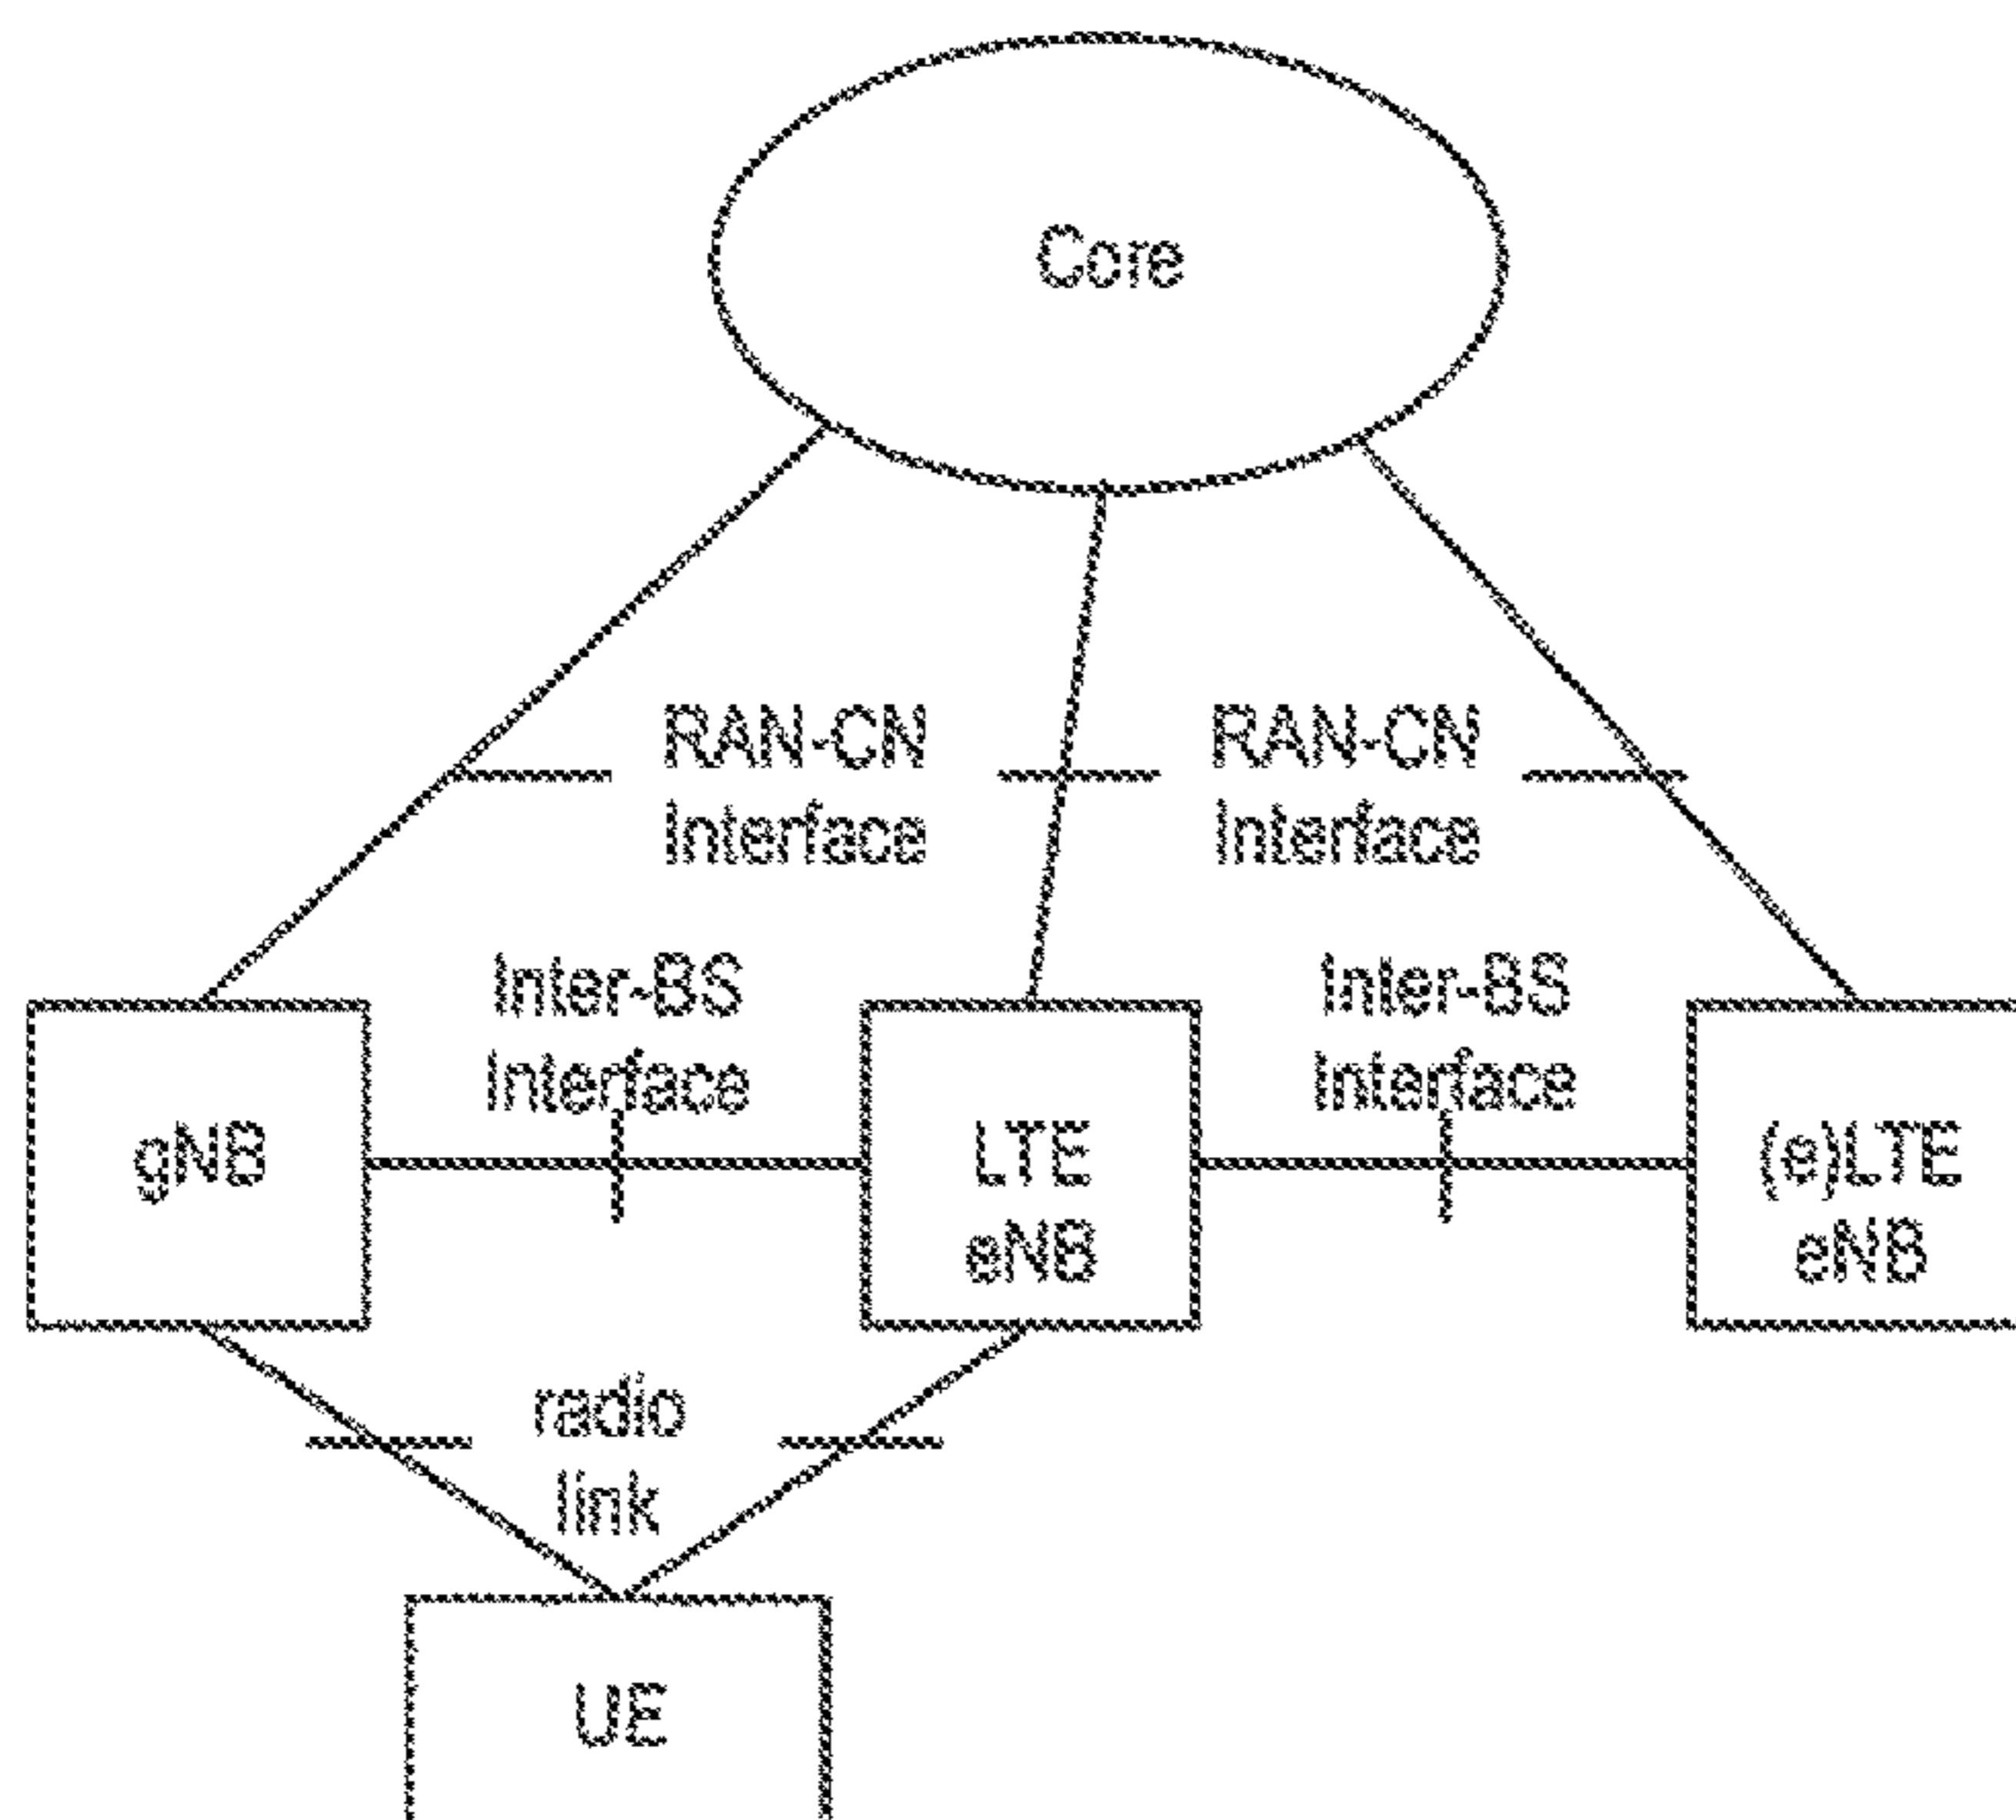 Core
RAN-CN
Interface
RAN-CN
Interface
Inter-BS
Interface
Inter-BS
Interface
gNB
LTE
eNB
(e)LTE
eNB
radio
link
UE